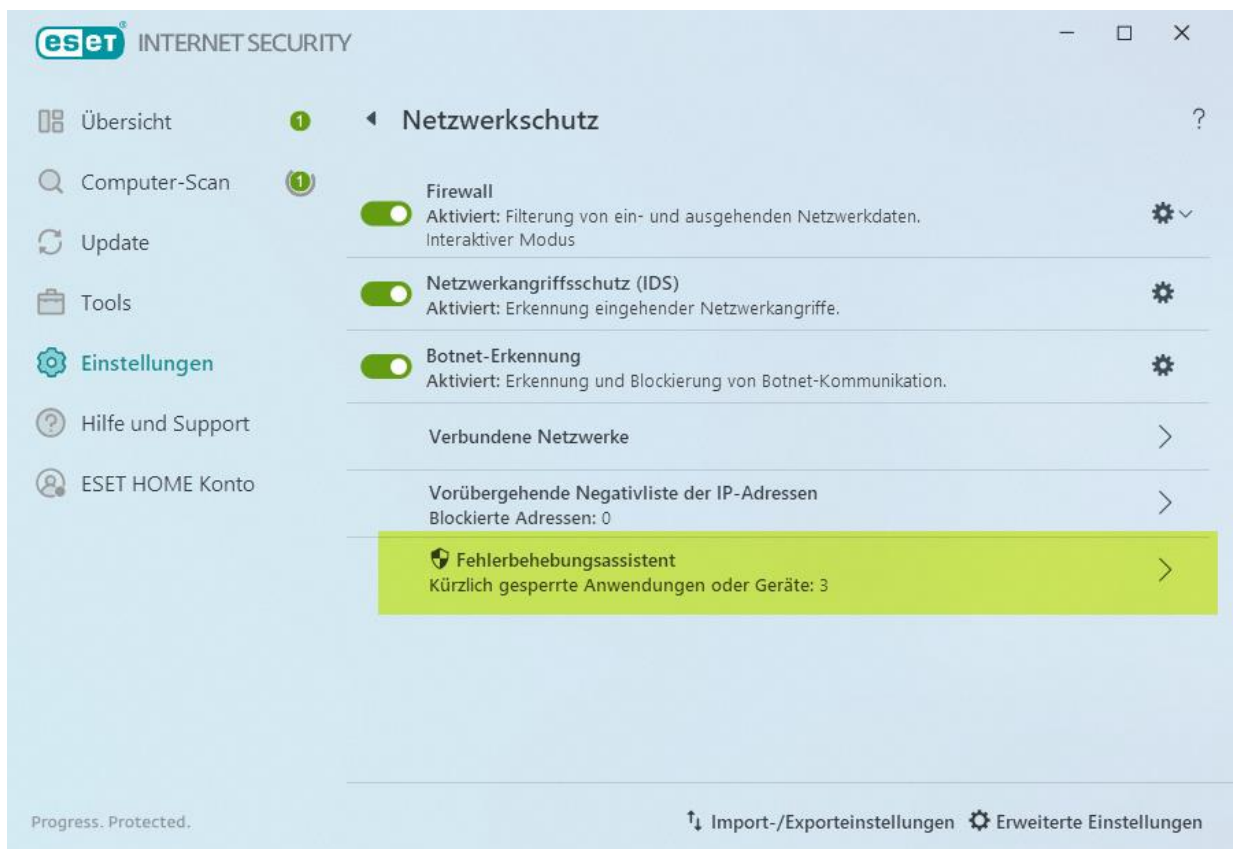 eset® INTERNET SECURITY
Übersicht 1
Computer-Scan 1
Update
Tools
Einstellungen
Hilfe und Support
ESET HOME Konto
Netzwerkschutz ?
Firewall
Aktiviert: Filterung von ein- und ausgehenden Netzwerkdaten.
Interaktiver Modus
Netzwerkangriffsschutz (IDS)
Aktiviert: Erkennung eingehender Netzwerkangriffe.
Botnet-Erkennung
Aktiviert: Erkennung und Blockierung von Botnet-Kommunikation.
Verbundene Netzwerke
Vorübergehende Negativliste der IP-Adressen
Blockierte Adressen: 0
Fehlerbehebungsassistent
Kürzlich gesperrte Anwendungen oder Geräte: 3
Progress. Protected.
Import-/Exporteinstellungen Erweiterte Einstellungen